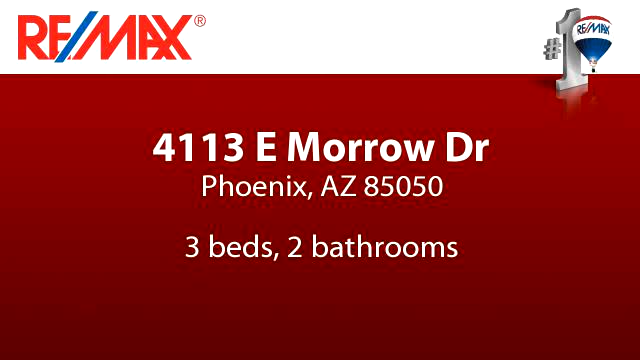 RE/MAX®
#1
RE/MAX
4113 E Morrow Dr
Phoenix, AZ 85050
3 beds, 2 bathrooms